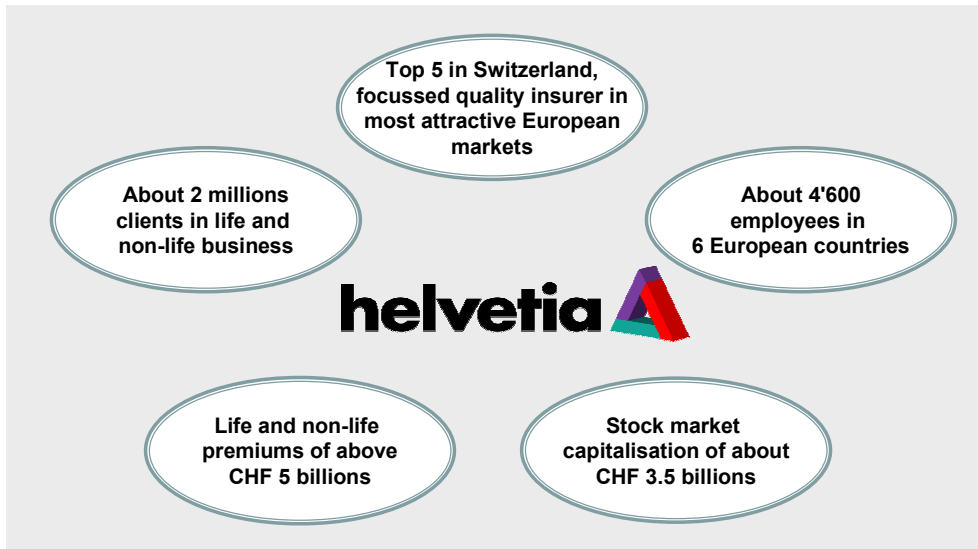 Top 5 in Switzerland,
focussed quality insurer in
most attractive European
markets
About 2 millions
clients in life and
non-life business
About 4'600
employees in
6 European countries
helvetia
Life and non-life
premiums of above
CHF 5 billions
Stock market
capitalisation of about
CHF 3.5 billions